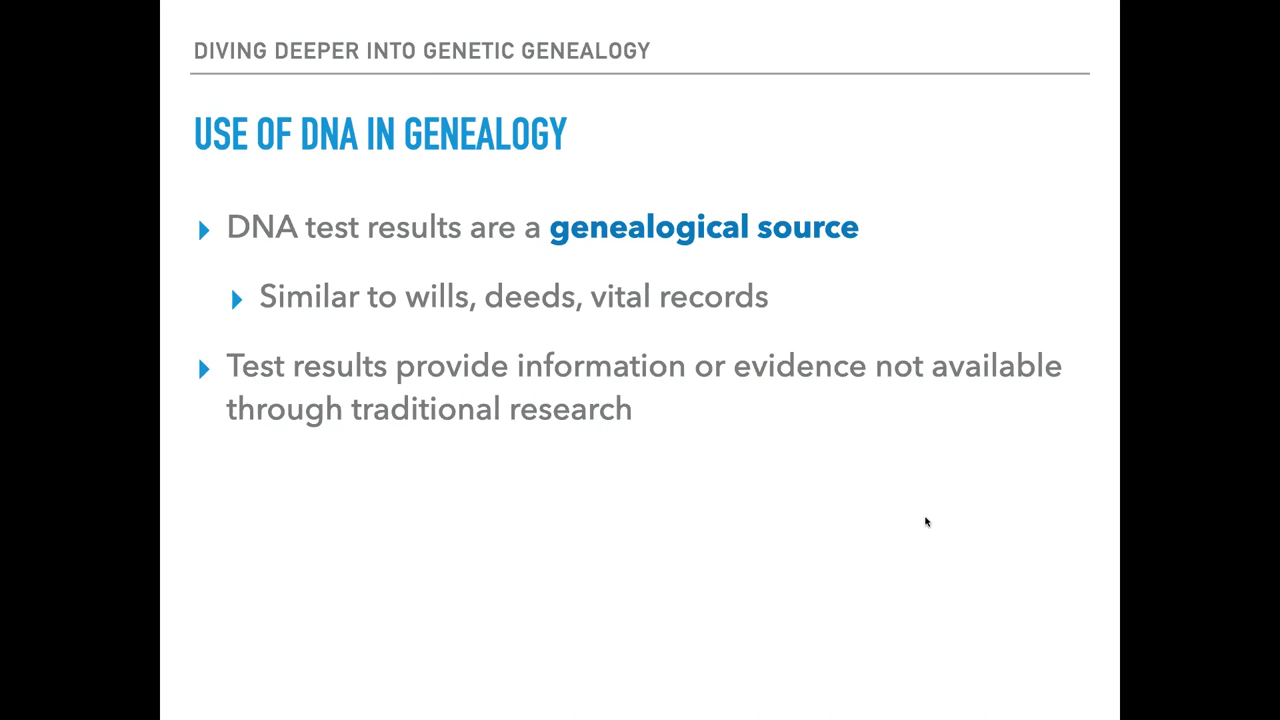 DIVING DEEPER INTO GENETIC GENEALOGY
USE OF DNA IN GENEALOGY
DNA test results are a genealogical source
Similar to wills, deeds, vital records
Test results provide information or evidence not available
through traditional research